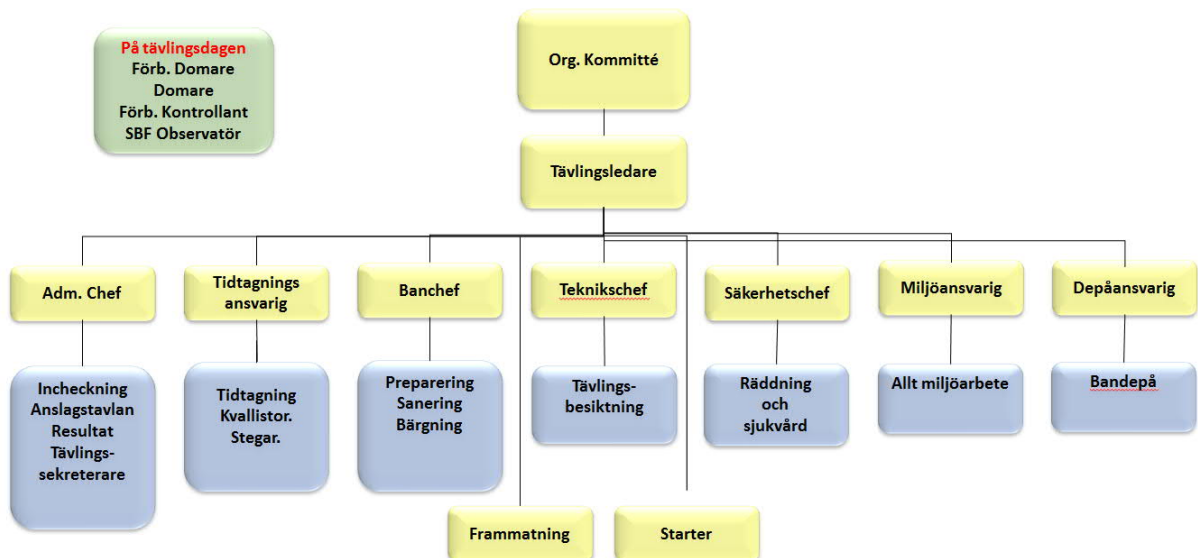 På tävlingsdagen
Förb. Domare
Domare
Förb. Kontrollant
SBF Observatör
Org. Kommitté
Tävlingsledare
Adm. Chef
Tidtagnings
ansvarig
Banchef
Teknikschef
Säkerhetschef
Miljöansvarig
Depåansvarig
Incheckning
Anslagstavlan
Resultat
Tävlings-
sekreterare
Tidtagning
Kvallistor.
Stegar.
Preparering
Sanering
Bärgning
Tävlings-
besiktning
Räddning
och
sjukvård
Allt miljöarbete
Bandepå
Frammatning
Starter